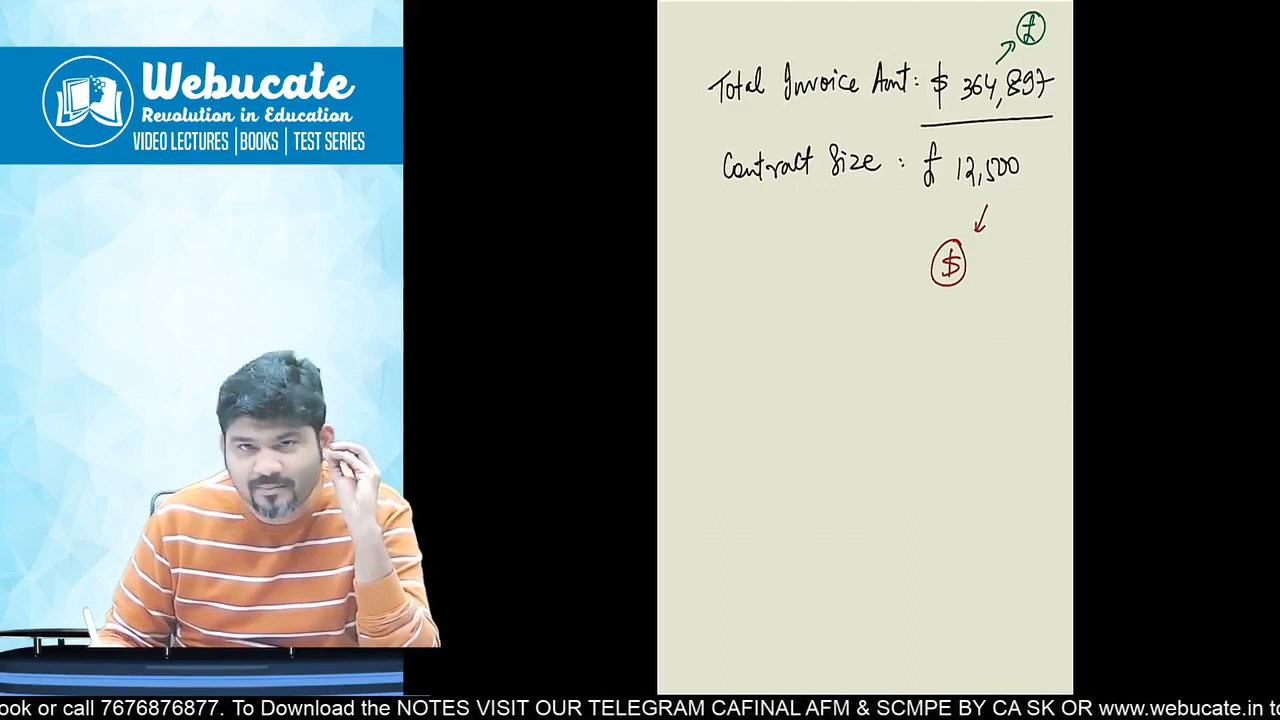 Webucate
Revolution in Education
VIDEO LECTURES | BOOKS | TEST SERIES
£
Total Invoice Amt: $ 364,897
Contract Size : £ 12,500
$
ook or call 7676876877. To Download the NOTES VISIT OUR TELEGRAM CAFINAL AFM & SCMPE BY CA SK OR www.webucate.in to